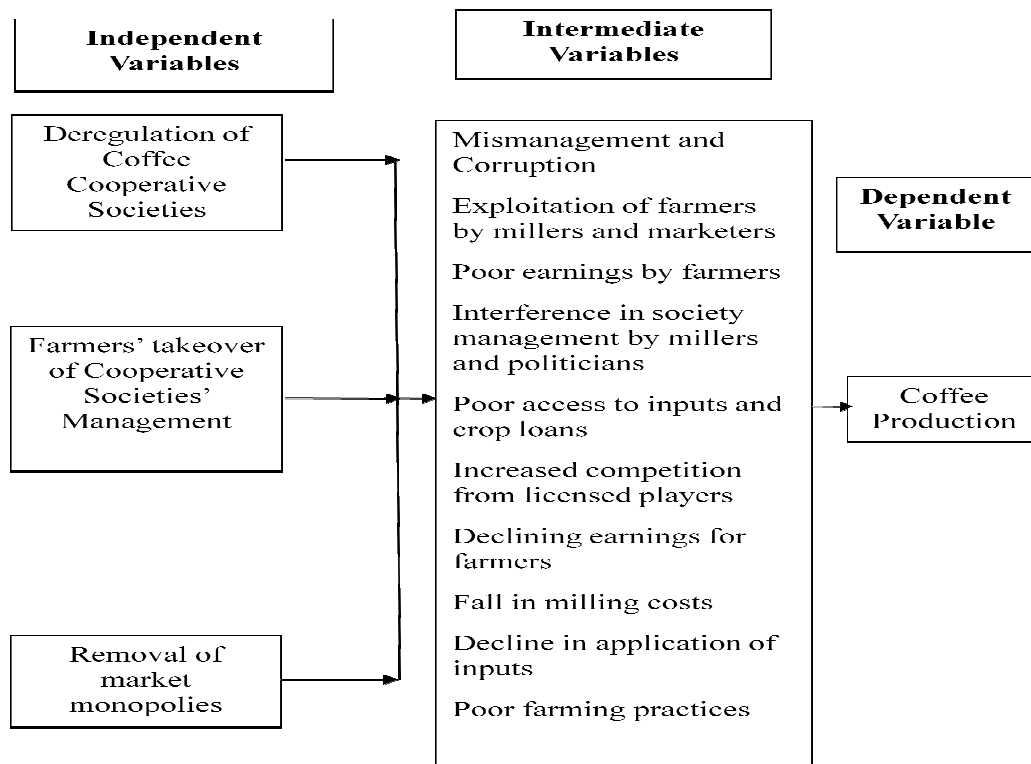 Independent
Variables
Intermediate
Variables
Deregulation of
Coffee
Cooperative
Societies
Farmers' takeover
of Cooperative
Societies'
Management
Removal of
market
monopolies
Mismanagement and
Corruption
Exploitation of farmers
by millers and marketers
Poor earnings by farmers
Interference in society
management by millers
and politicians
Poor access to inputs and
crop loans
Increased competition
from licensed players
Declining earnings for
farmers
Fall in milling costs
Decline in application of
inputs
Poor farming practices
Dependent
Variable
Coffee
Production